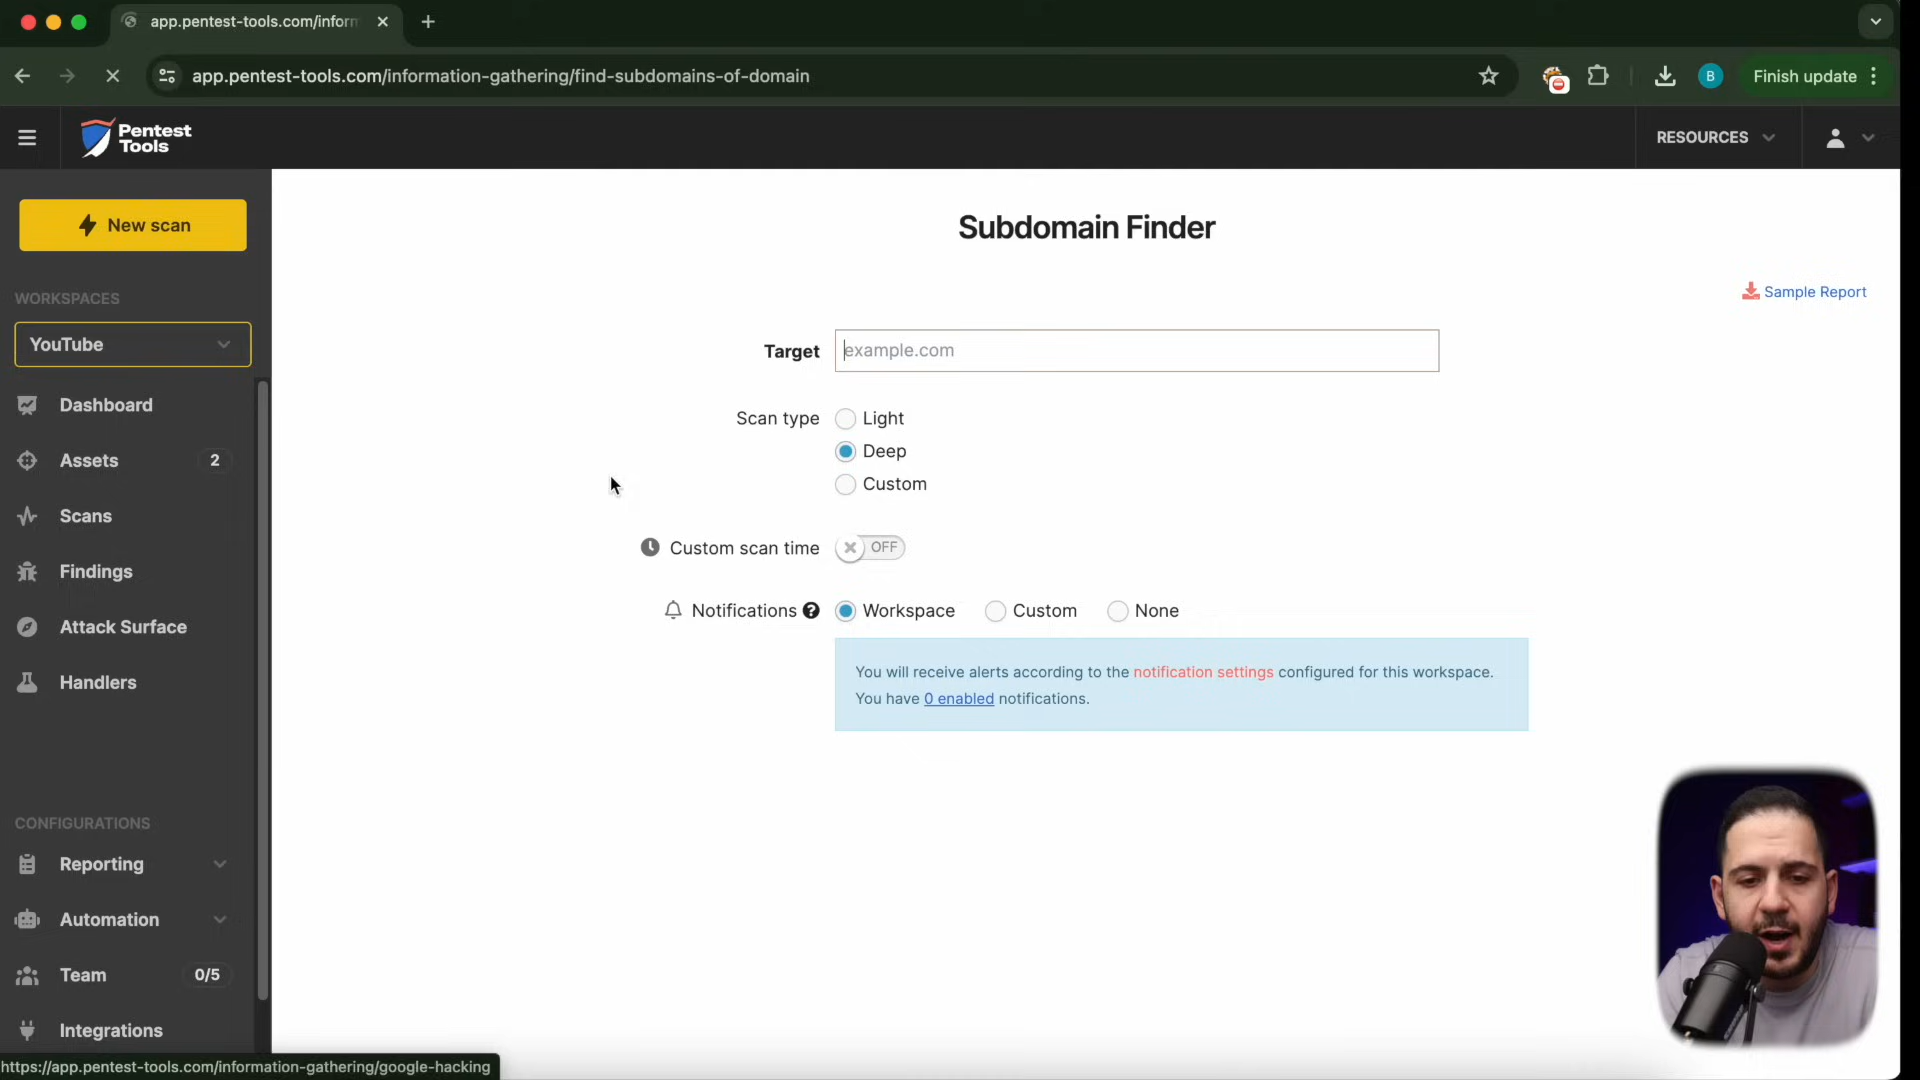 app.pentest-tools.com/inform
app.pentest-tools.com/information-gathering/find-subdomains-of-domain
B
Finish update
Pentest
Tools
RESOURCES
New scan
WORKSPACES
YouTube
Dashboard
Assets 2
Scans
Findings
Attack Surface
Handlers
CONFIGURATIONS
Reporting
Automation
Team 0/5
Integrations
https://app.pentest-tools.com/information-gathering/google-hacking
Subdomain Finder
Sample Report
Target example.com
Scan type Light
Deep
Custom
Custom scan time OFF
Notifications ? Workspace Custom None
You will receive alerts according to the notification settings configured for this workspace.
You have 0 enabled notifications.